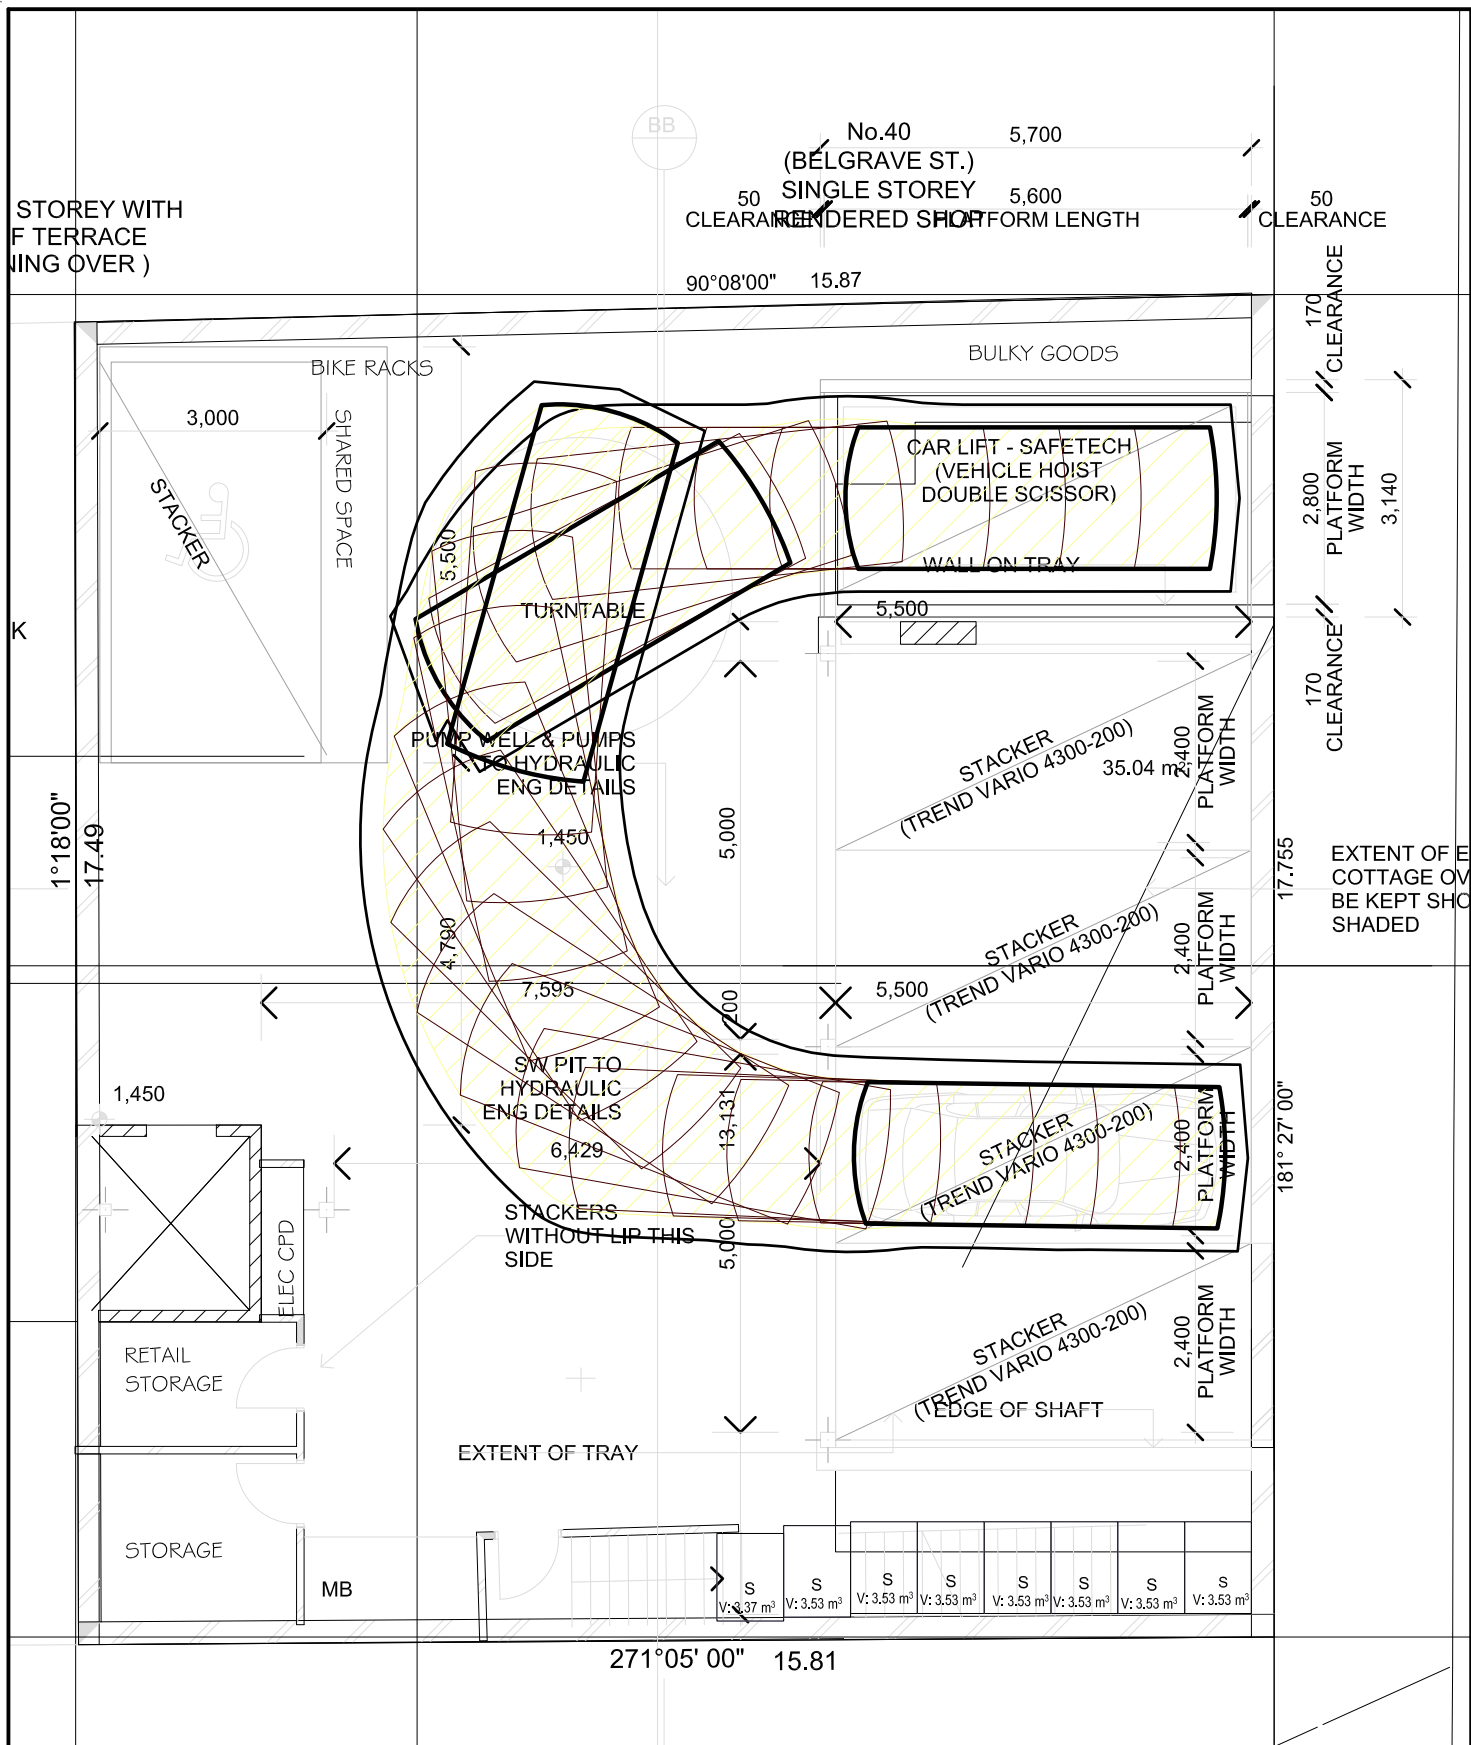 BB
No.40
(BELGRAVE ST.)
SINGLE STOREY
RENDERED SHOP
5,700
50
CLEARANCE
5,600
PLATFORM LENGTH
50
CLEARANCE
STOREY WITH
F TERRACE
NING OVER )
90°08'00"
15.87
170
CLEARANCE
BIKE RACKS
BULKY GOODS
3,000
SHARED SPACE
STACKER
CAR LIFT - SAFETECH
(VEHICLE HOIST
DOUBLE SCISSOR)
2,800
PLATFORM
WIDTH
3,140
5,500
WALL ON TRAY
TURNTABLE
5,500
K
170
CLEARANCE
PUMP WELL & PUMPS
TO HYDRAULIC
ENG DETAILS
STACKER
(TREND VARIO 4300-200)
35.04 m²
2,400
PLATFORM
WIDTH
1°18'00"
17.49
1,450
5,000
17.755
EXTENT OF E
COTTAGE OV
BE KEPT SHO
SHADED
4,790
STACKER
(TREND VARIO 4300-200)
2,400
PLATFORM
WIDTH
7,595
200
5,500
SW PIT TO
HYDRAULIC
ENG DETAILS
1,450
13,131
6,429
STACKER
(TREND VARIO 4300-200)
2,400
PLATFORM
WIDTH
181° 27' 00"
STACKERS
WITHOUT LIP THIS
SIDE
5,000
ELEC CPD
STACKER
(TREND VARIO 4300-200)
2,400
PLATFORM
WIDTH
RETAIL
STORAGE
EDGE OF SHAFT
EXTENT OF TRAY
STORAGE
MB
S
V: 3.37 m³
S
V: 3.53 m³
S
V: 3.53 m³
S
V: 3.53 m³
S
V: 3.53 m³
S
V: 3.53 m³
S
V: 3.53 m³
S
V: 3.53 m³
271°05' 00"
15.81